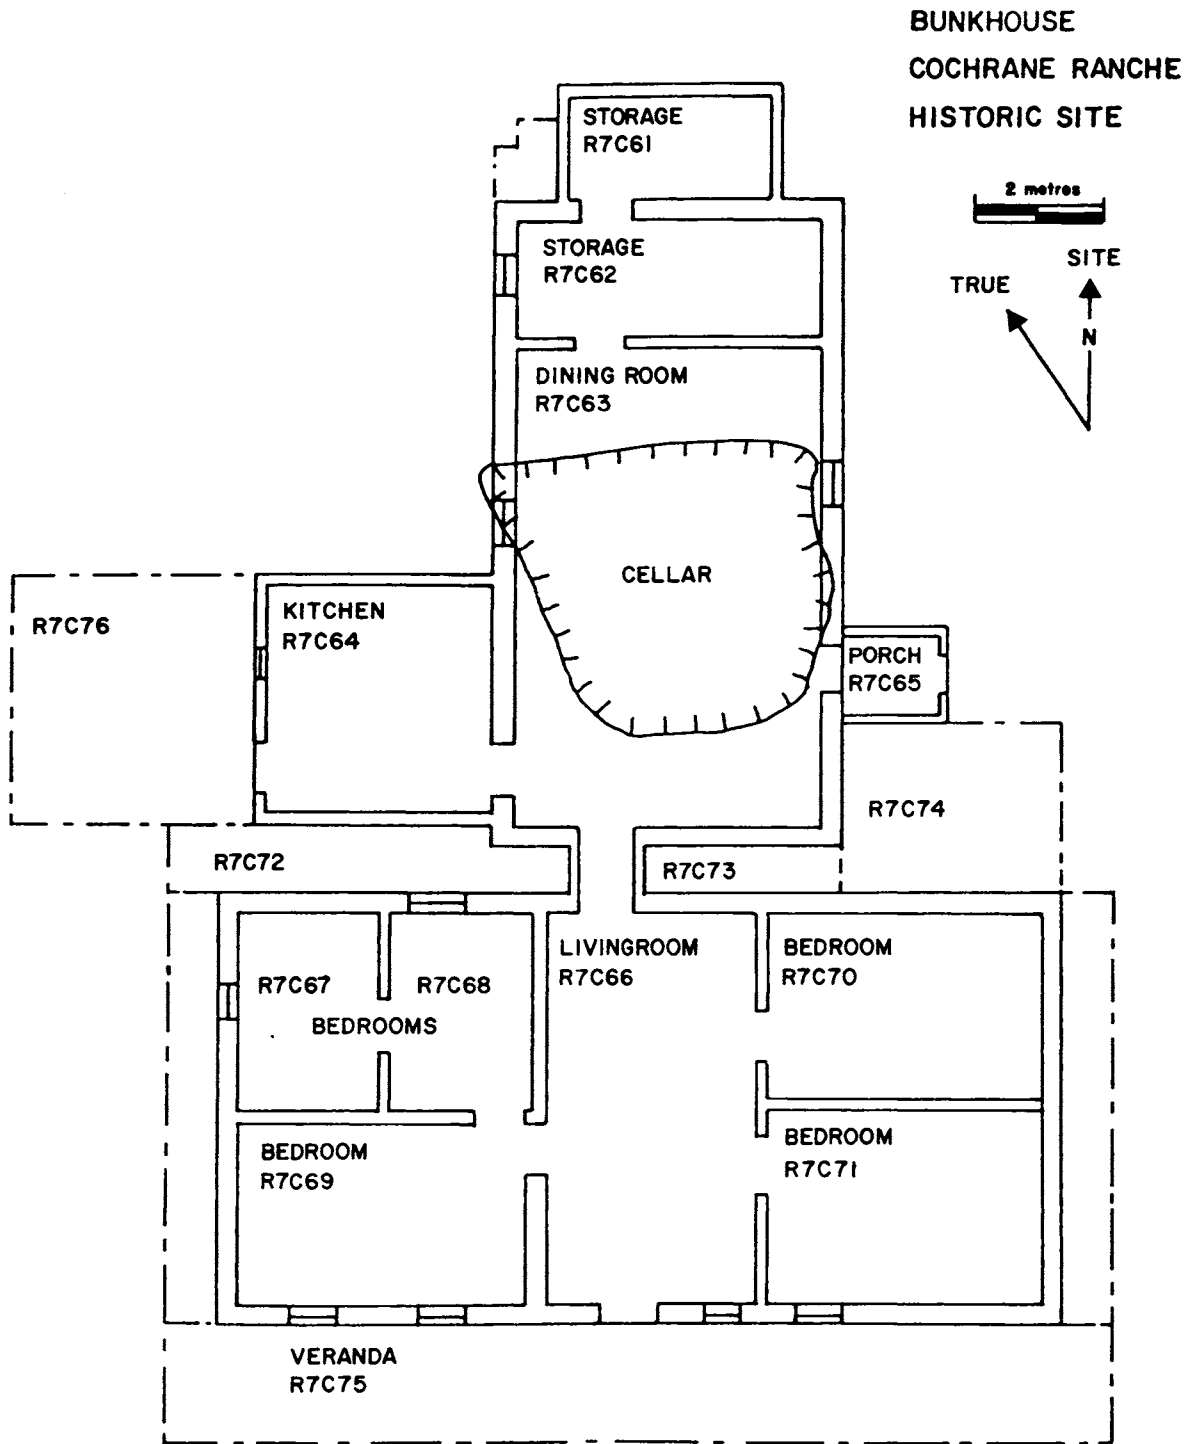 BUNKHOUSE
COCHRANE RANCHE
HISTORIC SITE
2 metres
SITE
TRUE
N
STORAGE
R7C61
STORAGE
R7C62
DINING ROOM
R7C63
CELLAR
KITCHEN
R7C64
R7C76
PORCH
R7C65
R7C74
R7C72
R7C73
LIVINGROOM
R7C66
BEDROOM
R7C70
R7C67
R7C68
BEDROOMS
BEDROOM
R7C69
BEDROOM
R7C71
VERANDA
R7C75